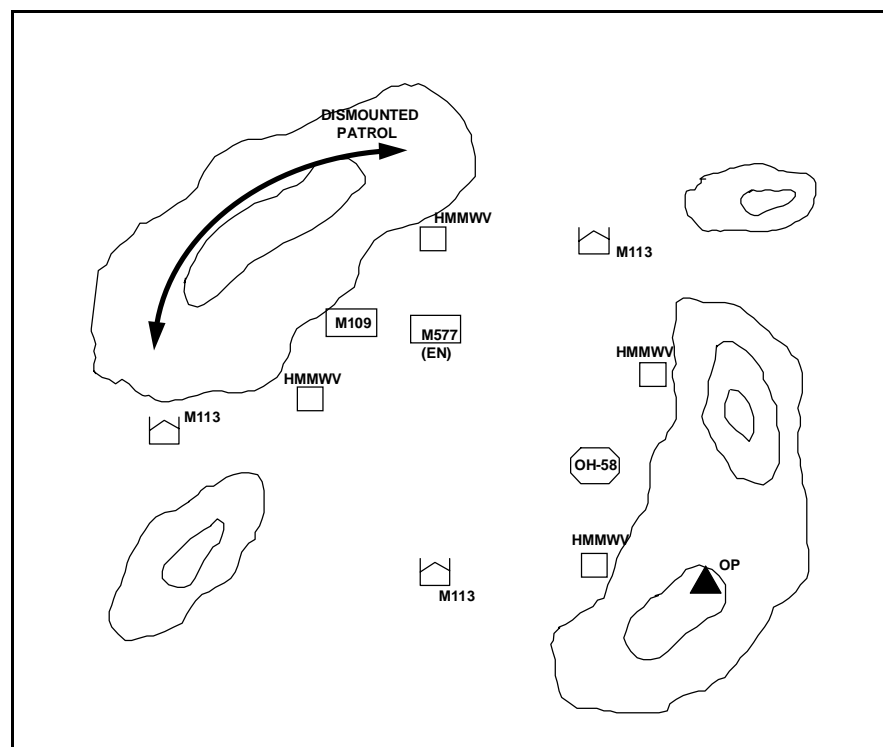 DISMOUNTED
PATROL
HMMWV
M113
M109
M577
(EN)
HMMWV
HMMWV
M113
OH-58
HMMWV
OP
M113